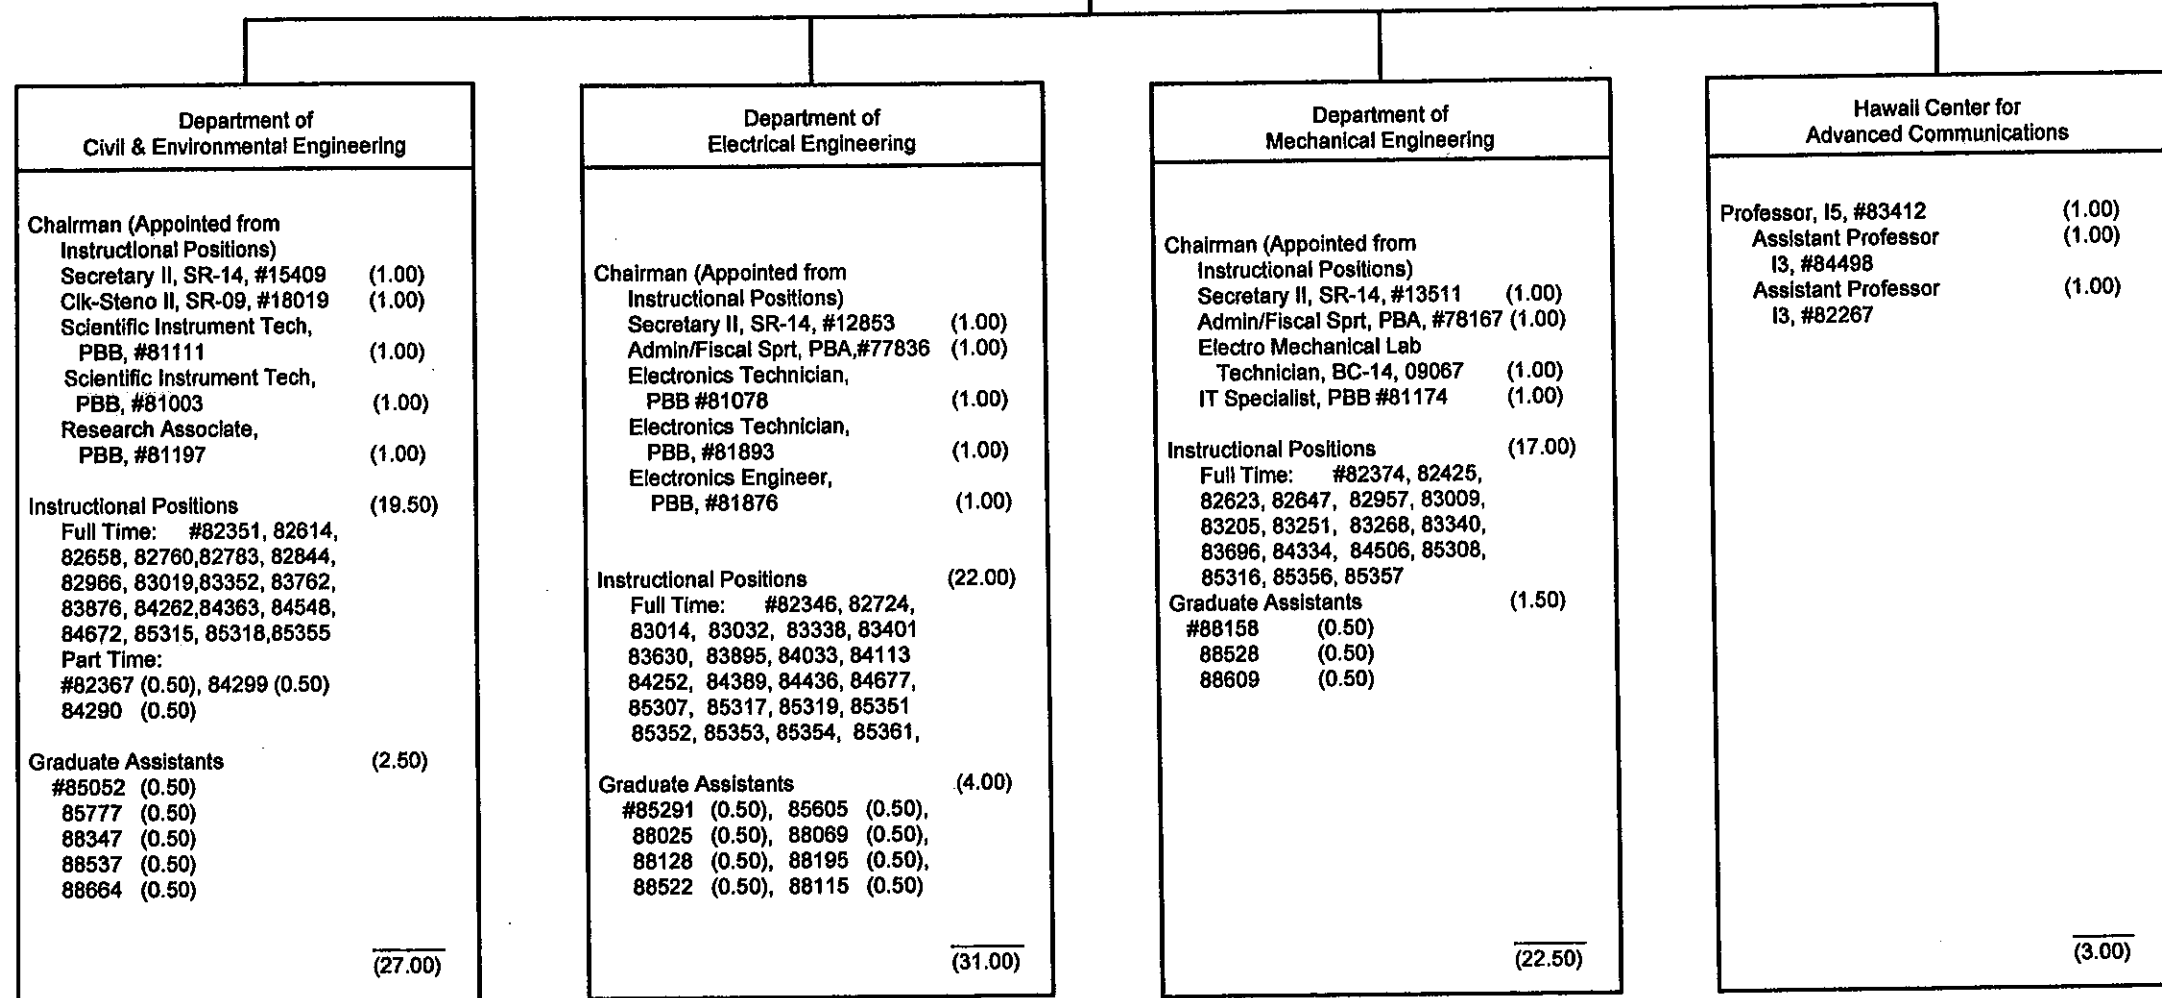 Department of
Civil & Environmental Engineering
Chairman (Appointed from
Instructional Positions)
Secretary II, SR-14, #15409 (1.00)
Clk-Steno II, SR-09, #18019 (1.00)
Scientific Instrument Tech,
PBB, #81111 (1.00)
Scientific Instrument Tech,
PBB, #81003 (1.00)
Research Associate,
PBB, #81197 (1.00)
Instructional Positions (19.50)
Full Time: #82351, 82614,
82658, 82760,82783, 82844,
82966, 83019,83352, 83762,
83876, 84262,84363, 84548,
84672, 85315, 85318,85355
Part Time:
#82367 (0.50), 84299 (0.50)
84290 (0.50)
Graduate Assistants (2.50)
#85052 (0.50)
85777 (0.50)
88347 (0.50)
88537 (0.50)
88664 (0.50)
(27.00)
Department of
Electrical Engineering
Chairman (Appointed from
Instructional Positions)
Secretary II, SR-14, #12853 (1.00)
Admin/Fiscal Sprt, PBA,#77836 (1.00)
Electronics Technician,
PBB #81078 (1.00)
Electronics Technician,
PBB, #81893 (1.00)
Electronics Engineer,
PBB, #81876 (1.00)
Instructional Positions (22.00)
Full Time: #82346, 82724,
83014, 83032, 83338, 83401
83630, 83895, 84033, 84113
84252, 84389, 84436, 84677,
85307, 85317, 85319, 85351
85352, 85353, 85354, 85361,
Graduate Assistants (4.00)
#85291 (0.50), 85605 (0.50),
88025 (0.50), 88069 (0.50),
88128 (0.50), 88195 (0.50),
88522 (0.50), 88115 (0.50)
(31.00)
Department of
Mechanical Engineering
Chairman (Appointed from
Instructional Positions)
Secretary II, SR-14, #13511 (1.00)
Admin/Fiscal Sprt, PBA, #78167 (1.00)
Electro Mechanical Lab
Technician, BC-14, 09067 (1.00)
IT Specialist, PBB #81174 (1.00)
Instructional Positions (17.00)
Full Time: #82374, 82425,
82623, 82647, 82957, 83009,
83205, 83251, 83268, 83340,
83696, 84334, 84506, 85308,
85316, 85356, 85357
Graduate Assistants (1.50)
#88158 (0.50)
88528 (0.50)
88609 (0.50)
(22.50)
Hawaii Center for
Advanced Communications
Professor, I5, #83412 (1.00)
Assistant Professor (1.00)
I3, #84498
Assistant Professor (1.00)
I3, #82267
(3.00)